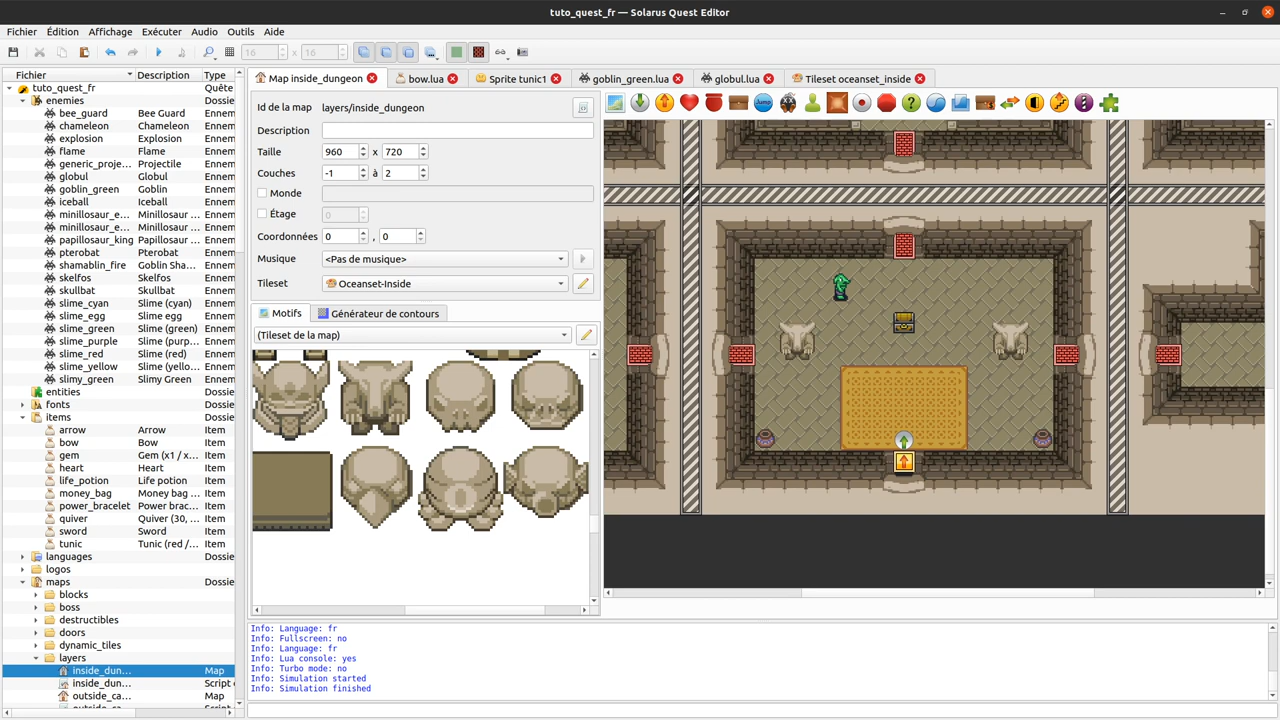 tuto_quest_fr — Solarus Quest Editor
Fichier Édition Affichage Exécuter Audio Outils Aide
16 x 16
Fichier Description Type
tuto_quest_fr Quête
enemies Dossie
bee_guard Bee Guard Ennem
chameleon Chameleon Ennem
explosion Explosion Ennem
flame Flame Ennem
generic_proje... Projectile Ennem
globul Globul Ennem
goblin_green Goblin Ennem
iceball Iceball Ennem
minillosaur_e... Minillosaur ... Ennem
minillosaur_e... Minillosaur ... Ennem
papillosaur_king Papillosaur ... Ennem
pterobat Pterobat Ennem
shamablin_fire Goblin Sha... Ennem
skelfos Skelfos Ennem
skullbat Skullbat Ennem
slime_cyan Slime (cyan) Ennem
slime_egg Slime (egg) Ennem
slime_green Slime (green) Ennem
slime_purple Slime (purpl... Ennem
slime_red Slime (red) Ennem
slime_yellow Slime (yello... Ennem
slimy_green Slimy Green Ennem
enemies Dossie
fonts Dossie
items Dossie
arrow Arrow Item
bow Bow Item
gem Gem (x1 / x... Item
heart Heart Item
life_potion Life potion Item
money_bag Money bag ... Item
power_bracelet Power brac... Item
quiver Quiver (30, ... Item
sword Sword Item
tunic Tunic (red /... Item
languages Dossie
logos Dossie
maps Dossie
blocks Dossie
boss Dossie
destructibles Dossie
doors Dossie
dynamic_tiles Dossie
layers Dossie
inside_dun... Map
inside_dun... Script d
outside_ca... Map
Map inside_dungeon bow.lua Sprite tunic1 goblin_green.lua globul.lua Tileset oceanset_inside
Id de la map layers/inside_dungeon
Description
Taille 960 x 720
Couches -1 à 2
Monde
Étage 0
Coordonnées 0 , 0
Musique <Pas de musique>
Tileset Oceanset-Inside
Motifs Générateur de contours
(Tileset de la map)
Jump
Info: Language: fr
Info: Fullscreen: no
Info: Language: fr
Info: Lua console: yes
Info: Turbo mode: no
Info: Simulation started
Info: Simulation finished